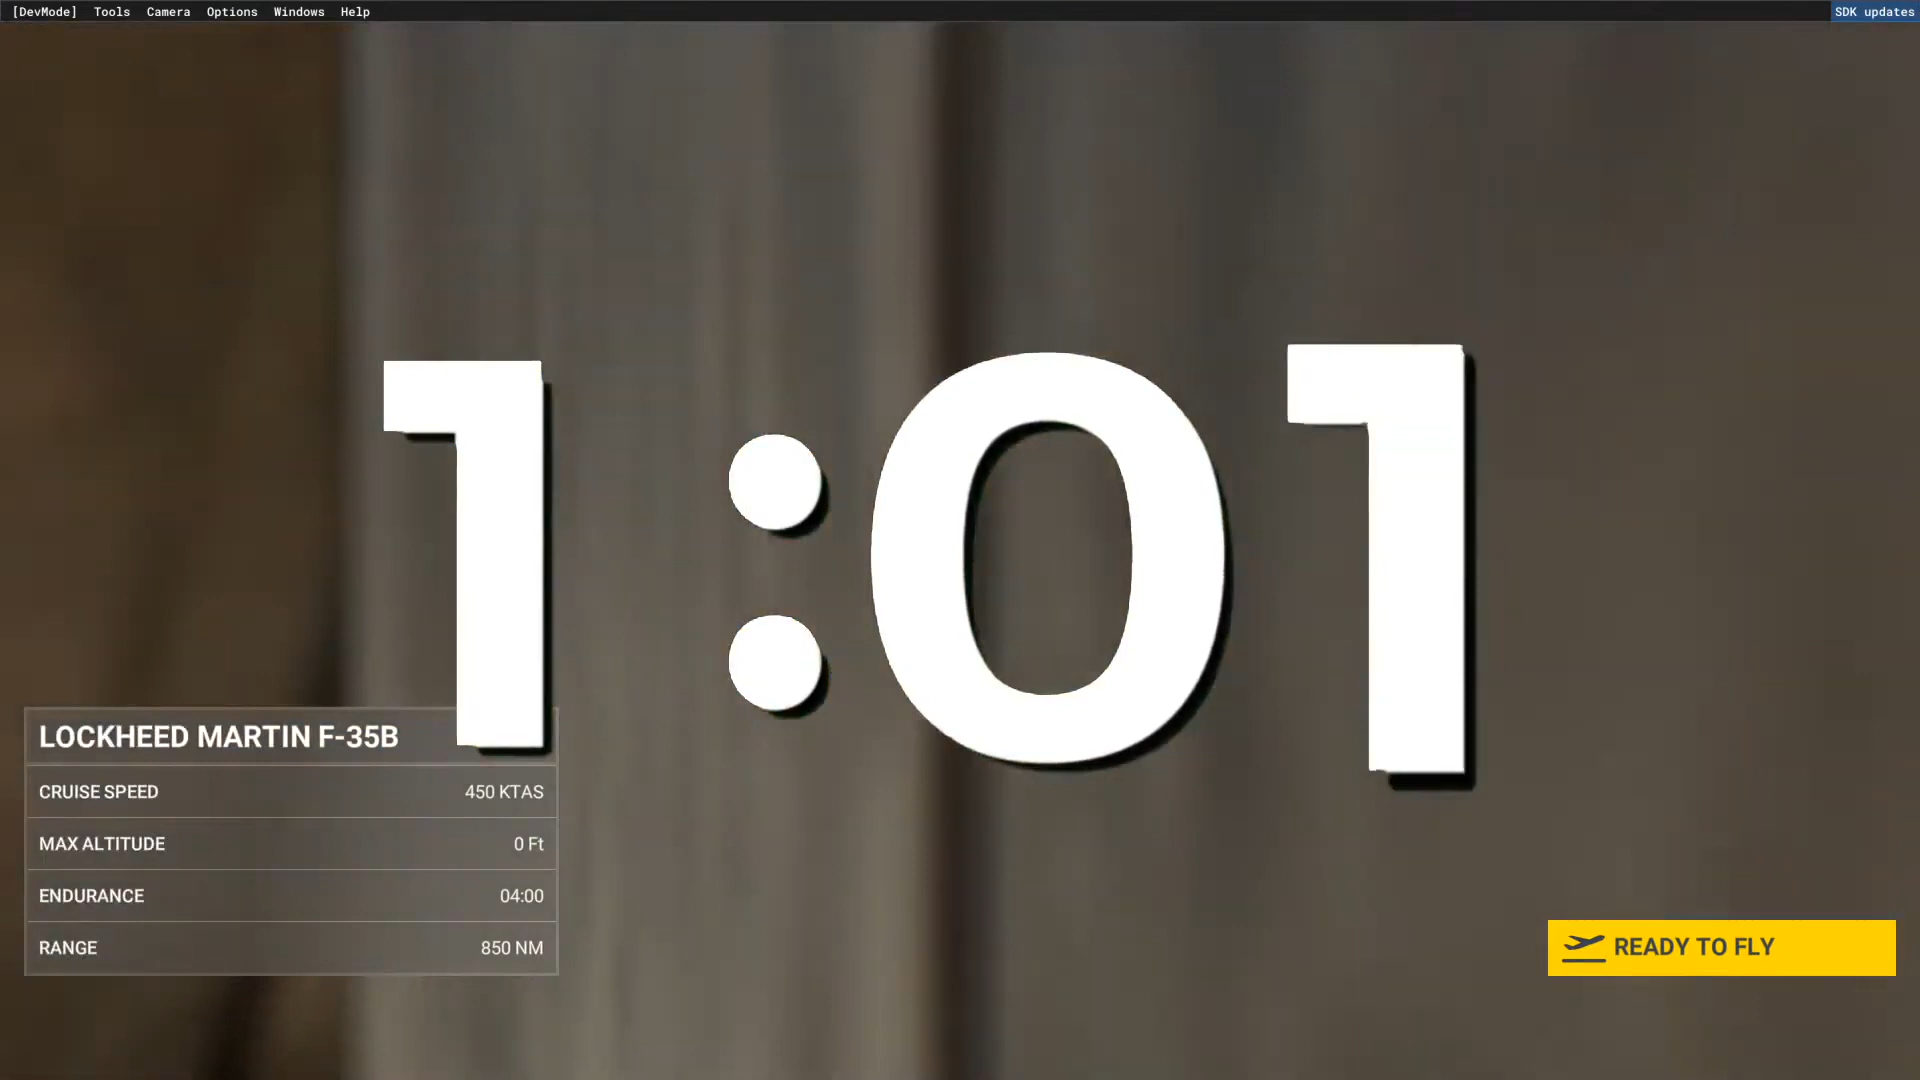 [DevMode] Tools Camera Options Windows Help SDK updates
1:01
LOCKHEED MARTIN F-35B
CRUISE SPEED 450 KTAS
MAX ALTITUDE 0 Ft
ENDURANCE 04:00
RANGE 850 NM
READY TO FLY